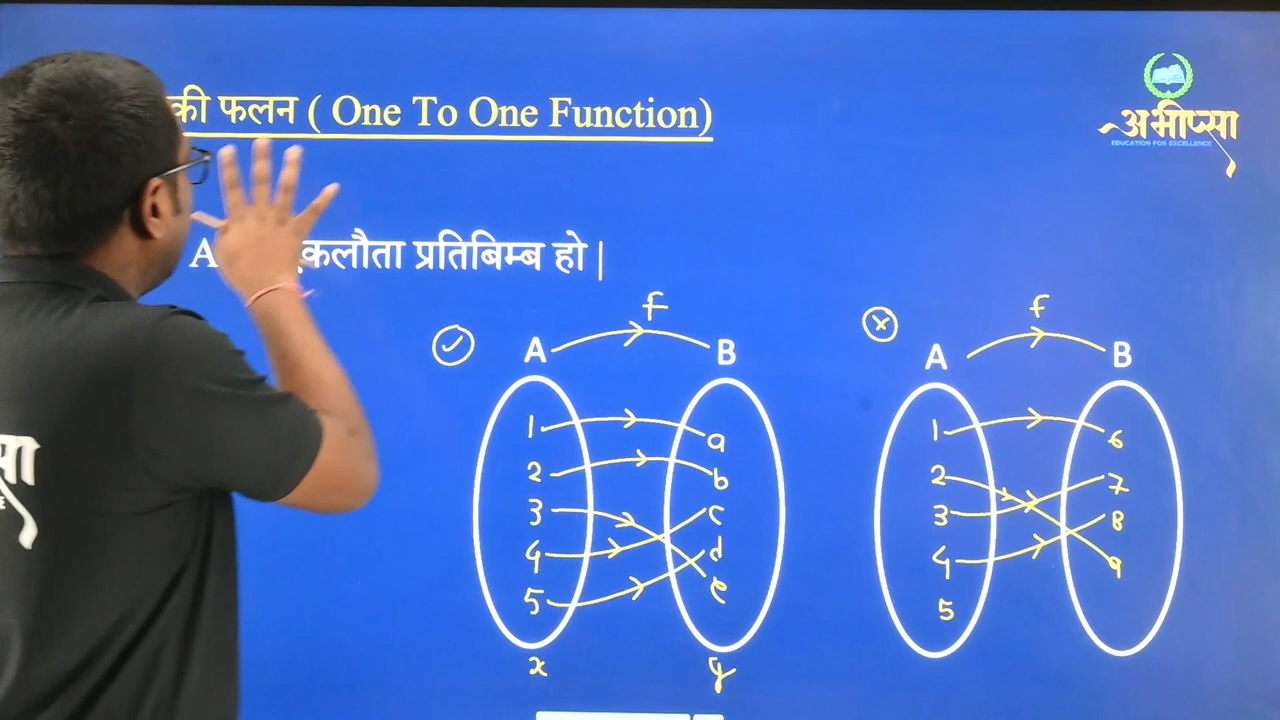 की फलन ( One To One Function)
अभीप्सा
EDUCATION FOR EXCELLENCE
A कलौता प्रतिबिम्ब हो |
f
A B
1 a
2 b
3 c
4 d
5 e
x y
f
A B
1 6
2 7
3 8
4 9
5